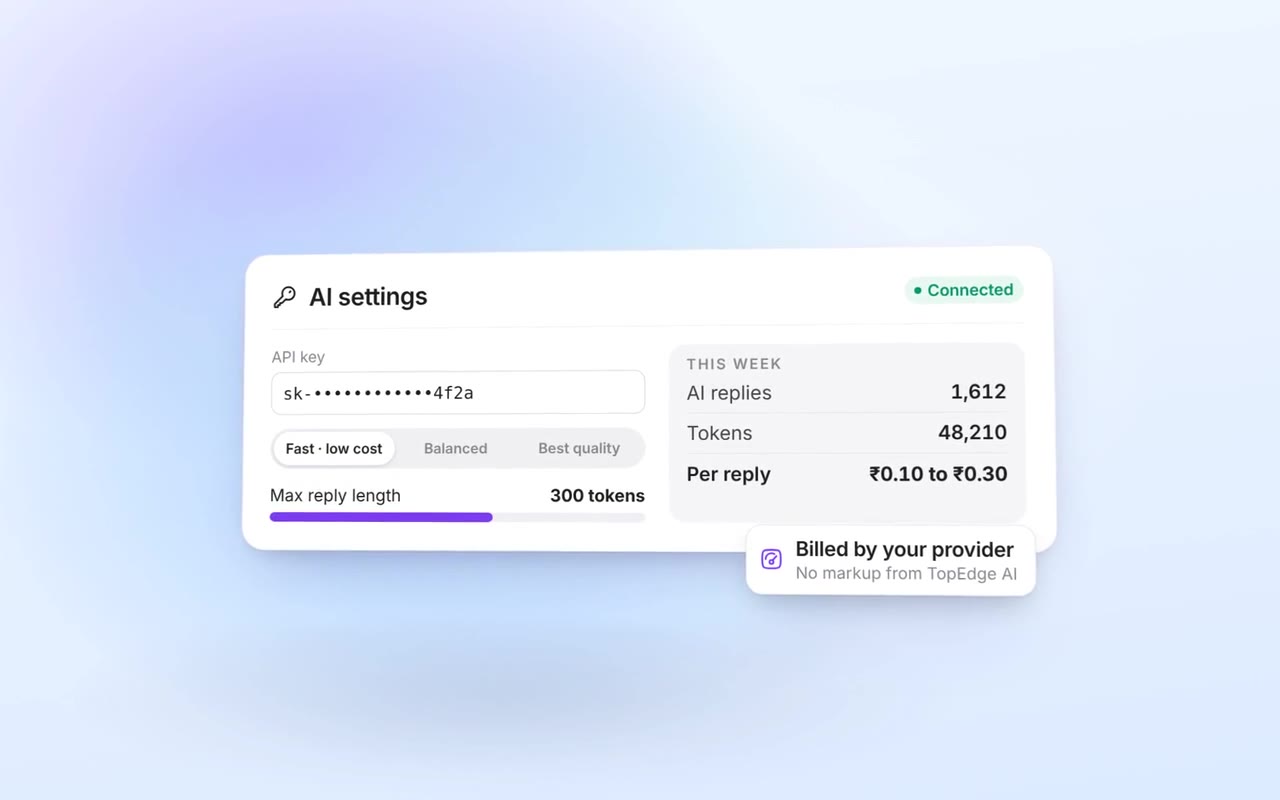 AI settings
Connected
API key
sk-••••••••••••4f2a
Fast · low cost
Balanced
Best quality
Max reply length
300 tokens
THIS WEEK
AI replies
1,612
Tokens
48,210
Per reply
₹0.10 to ₹0.30
Billed by your provider
No markup from TopEdge AI